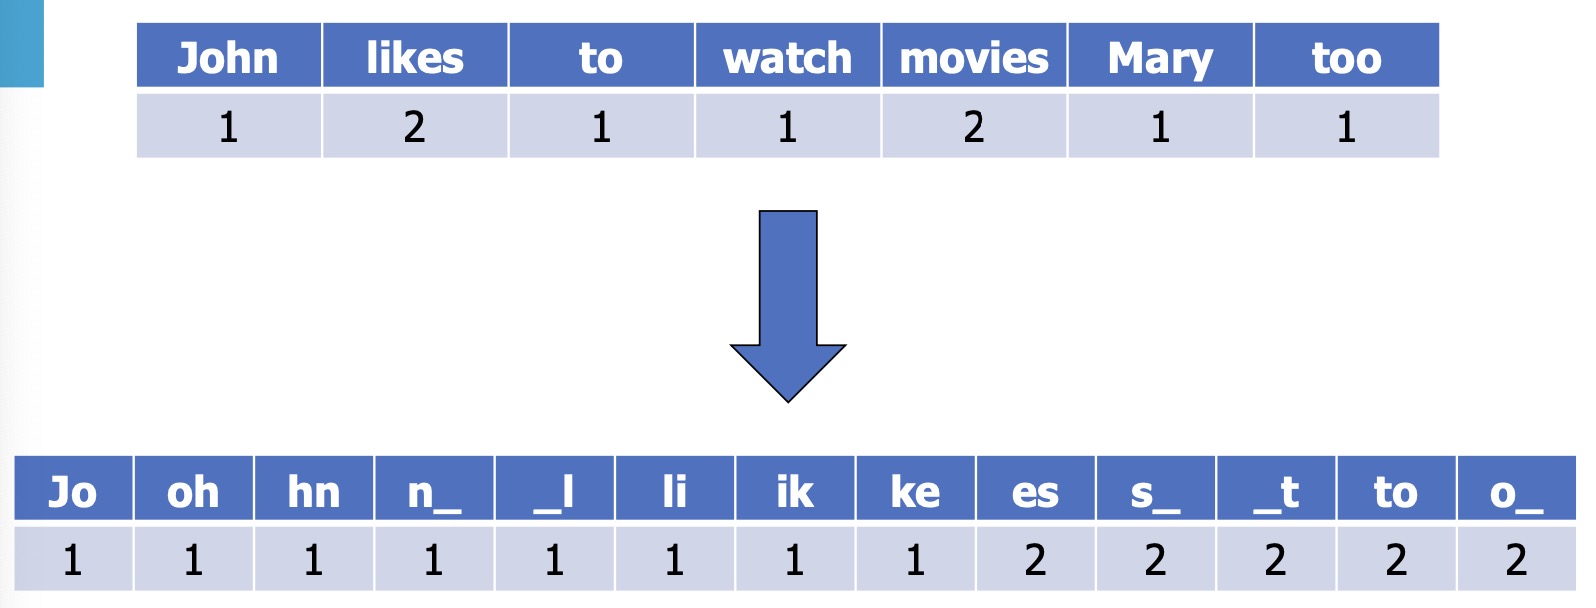 John likes to watch movies Mary too
1 2 1 1 2 1 1
Jo oh hn n_ _l li ik ke es s_ _t to o_
1 1 1 1 1 1 1 1 2 2 2 2 2